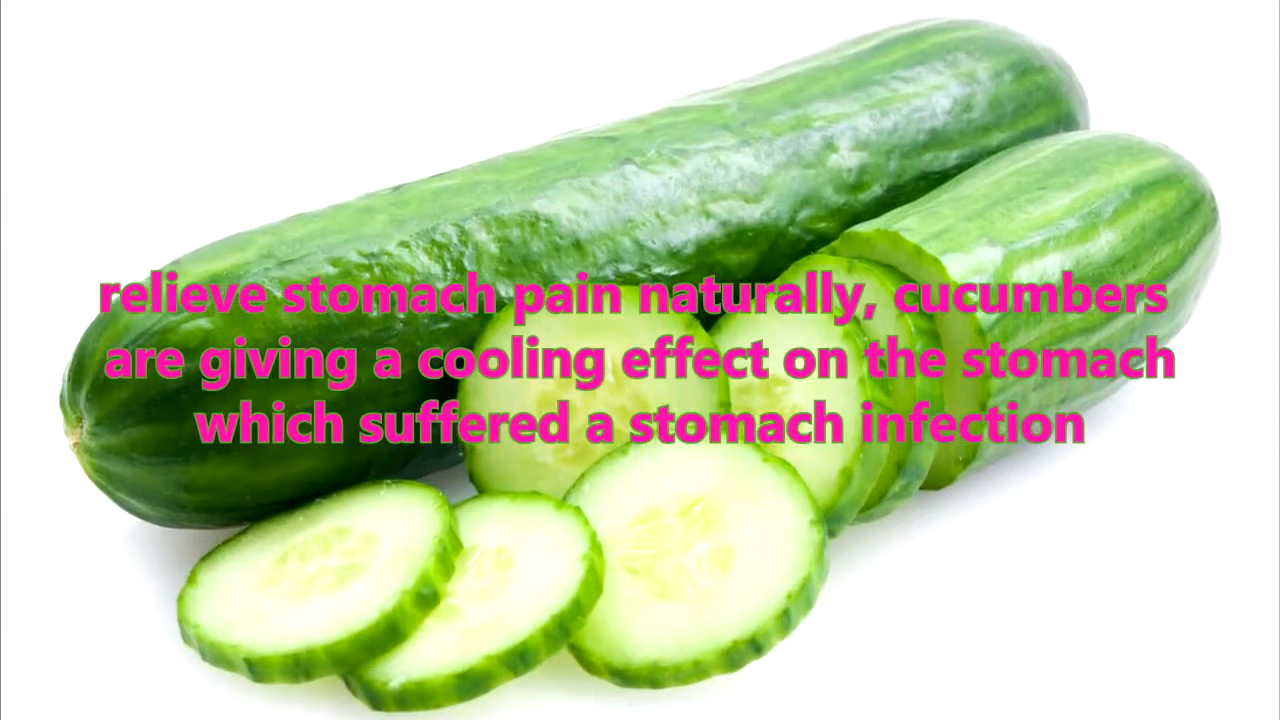 relieve stomach pain naturally, cucumbers
are giving a cooling effect on the stomach
which suffered a stomach infection